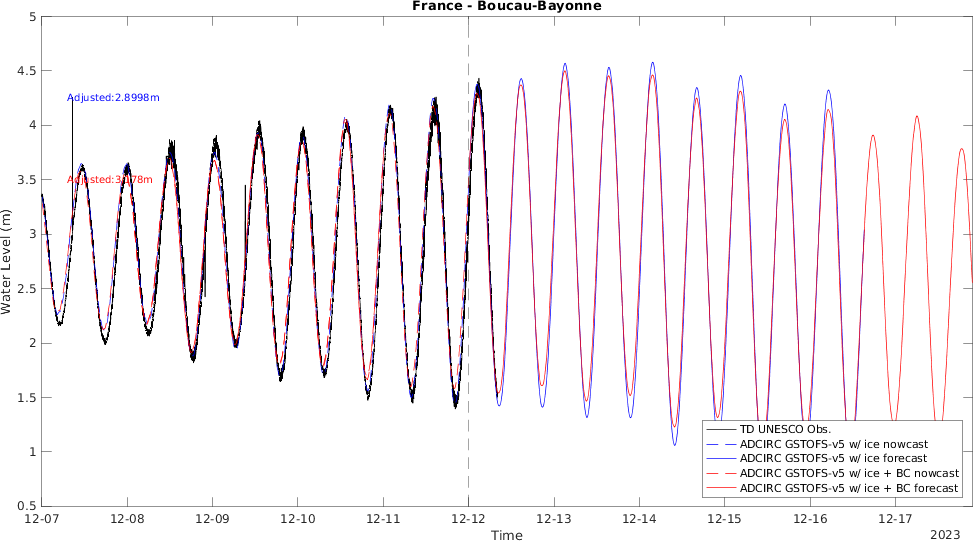 France - Boucau-Bayonne
5
4.5
4
3.5
3
2.5
2
1.5
1
0.5
Water Level (m)
Adjusted:2.8998m
TD UNESCO Obs.
ADCIRC GSTOFS-v5 w/ ice nowcast
ADCIRC GSTOFS-v5 w/ ice forecast
ADCIRC GSTOFS-v5 w/ ice + BC nowcast
ADCIRC GSTOFS-v5 w/ ice + BC forecast
12-07 12-08 12-09 12-10 12-11 12-12 12-13 12-14 12-15 12-16 12-17
Time
2023